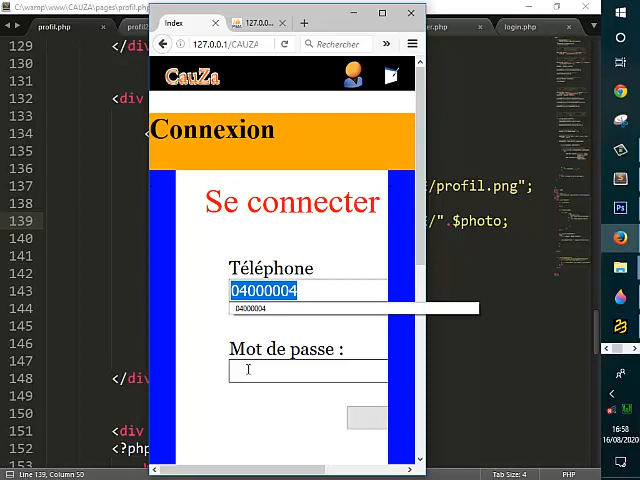 C:\wamp\www\CAUZA\pages\profil.php
profil.php
login.php
Index
127.0.0....
127.0.0.1/CAUZA
Rechercher
CauZa
Connexion
Se connecter
Téléphone
04000004
04000004
Mot de passe :
129 </div
130
131
132 <div
133
134
135
136
137 /profil.png";
138
139 /".$photo;
140
141
142
143
144
145
146
147
148 </div
149
150
151 <div
152 <?php
153
Line 139, Column 50
Tab Size: 4
PHP
16:58
16/08/2020